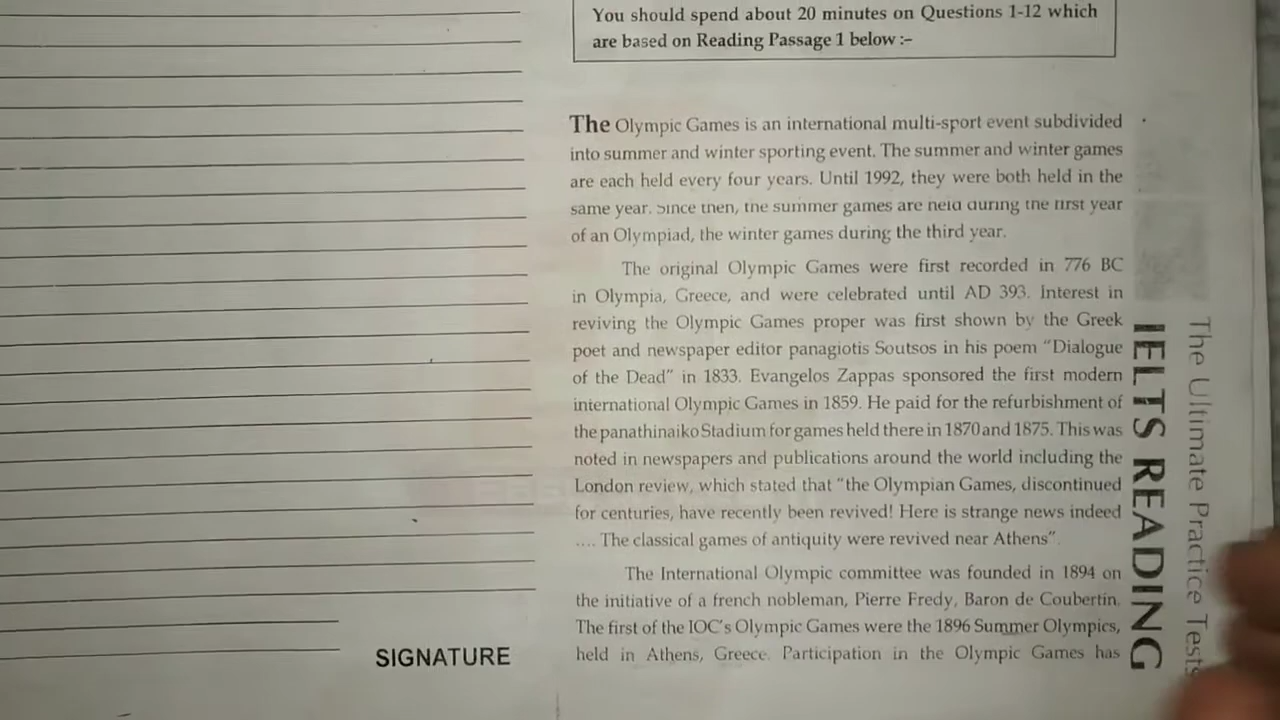 You should spend about 20 minutes on Questions 1-12 which
are based on Reading Passage 1 below :–
The Olympic Games is an international multi-sport event subdivided
into summer and winter sporting event. The summer and winter games
are each held every four years. Until 1992, they were both held in the
same year. Since then, the summer games are held during the first year
of an Olympiad, the winter games during the third year.
The original Olympic Games were first recorded in 776 BC
in Olympia, Greece, and were celebrated until AD 393. Interest in
reviving the Olympic Games proper was first shown by the Greek
poet and newspaper editor panagiotis Soutsos in his poem “Dialogue
of the Dead” in 1833. Evangelos Zappas sponsored the first modern
international Olympic Games in 1859. He paid for the refurbishment of
the panathinaiko Stadium for games held there in 1870 and 1875. This was
noted in newspapers and publications around the world including the
London review, which stated that “the Olympian Games, discontinued
for centuries, have recently been revived! Here is strange news indeed
.... The classical games of antiquity were revived near Athens”.
The International Olympic committee was founded in 1894 on
the initiative of a french nobleman, Pierre Fredy, Baron de Coubertin.
The first of the IOC's Olympic Games were the 1896 Summer Olympics,
held in Athens, Greece. Participation in the Olympic Games has
SIGNATURE
IELTS READING
The Ultimate Practice Tests